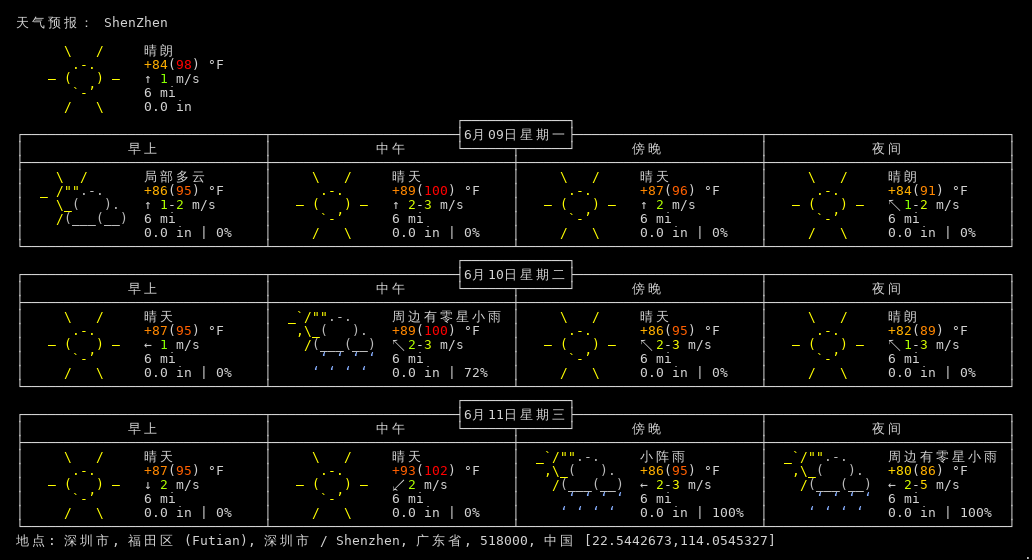 天气预报: ShenZhen
晴朗
+84(98) °F
↑ 1 m/s
6 mi
0.0 in
6月09日星期一
早上 中午 傍晚 夜间
局部多云 晴天 晴天 晴朗
+86(95) °F +89(100) °F +87(96) °F +84(91) °F
↑ 1-2 m/s ↑ 2-3 m/s ↑ 2 m/s ↖ 1-2 m/s
6 mi 6 mi 6 mi 6 mi
0.0 in | 0% 0.0 in | 0% 0.0 in | 0% 0.0 in | 0%
6月10日星期二
早上 中午 傍晚 夜间
晴天 周边有零星小雨 晴天 晴朗
+87(95) °F +89(100) °F +86(95) °F +82(89) °F
← 1 m/s ↖ 2-3 m/s ↖ 2-3 m/s ↖ 1-3 m/s
6 mi 6 mi 6 mi 6 mi
0.0 in | 0% 0.0 in | 72% 0.0 in | 0% 0.0 in | 0%
6月11日星期三
早上 中午 傍晚 夜间
晴天 晴天 小阵雨 周边有零星小雨
+87(95) °F +93(102) °F +86(95) °F +80(86) °F
↓ 2 m/s ↙ 2 m/s ← 2-3 m/s ← 2-5 m/s
6 mi 6 mi 6 mi 6 mi
0.0 in | 0% 0.0 in | 0% 0.0 in | 100% 0.0 in | 100%
地点: 深圳市, 福田区 (Futian), 深圳市 / Shenzhen, 广东省, 518000, 中国 [22.5442673,114.0545327]